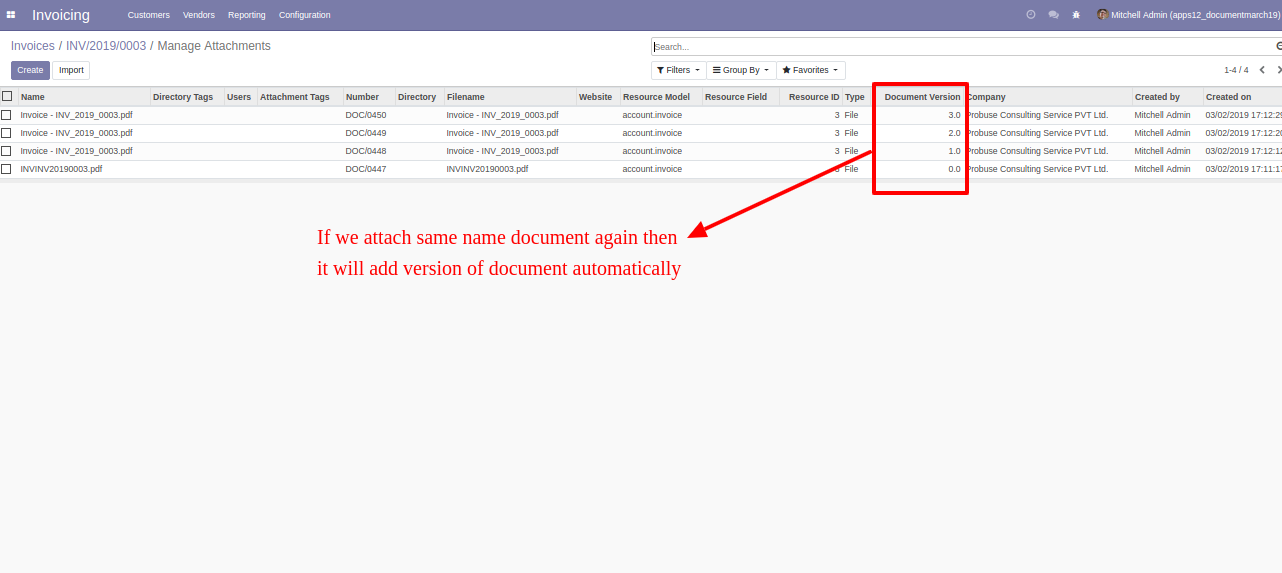 Invoicing Customers Vendors Reporting Configuration Mitchell Admin (apps12_documentmarch19)
Invoices / INV/2019/0003 / Manage Attachments
Search...
Create Import Filters Group By Favorites 1-4 / 4
Name Directory Tags Users Attachment Tags Number Directory Filename Website Resource Model Resource Field Resource ID Type Document Version Company Created by Created on
Invoice - INV_2019_0003.pdf DOC/0450 Invoice - INV_2019_0003.pdf account.invoice 3 File 3.0 Probuse Consulting Service PVT Ltd. Mitchell Admin 03/02/2019 17:12:29
Invoice - INV_2019_0003.pdf DOC/0449 Invoice - INV_2019_0003.pdf account.invoice 3 File 2.0 Probuse Consulting Service PVT Ltd. Mitchell Admin 03/02/2019 17:12:20
Invoice - INV_2019_0003.pdf DOC/0448 Invoice - INV_2019_0003.pdf account.invoice 3 File 1.0 Probuse Consulting Service PVT Ltd. Mitchell Admin 03/02/2019 17:12:12
INVINV20190003.pdf DOC/0447 INVINV20190003.pdf account.invoice File 0.0 Probuse Consulting Service PVT Ltd. Mitchell Admin 03/02/2019 17:11:17
If we attach same name document again then
it will add version of document automatically